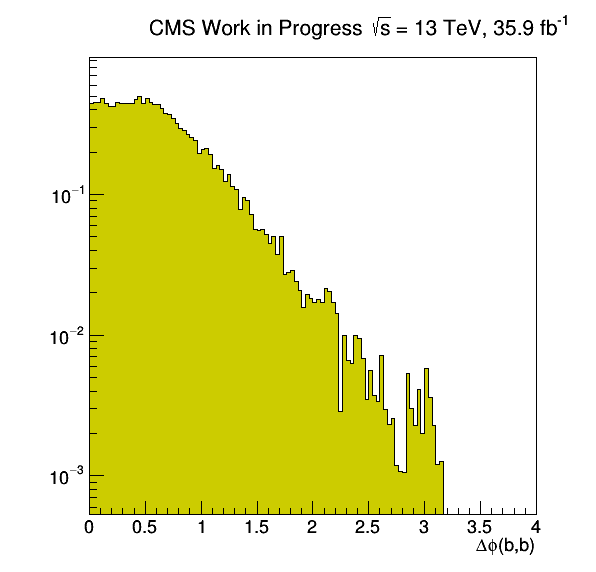 CMS Work in Progress √s = 13 TeV, 35.9 fb⁻¹
10⁻¹
10⁻²
10⁻³
0 0.5 1 1.5 2 2.5 3 3.5 4
Δϕ(b,b)